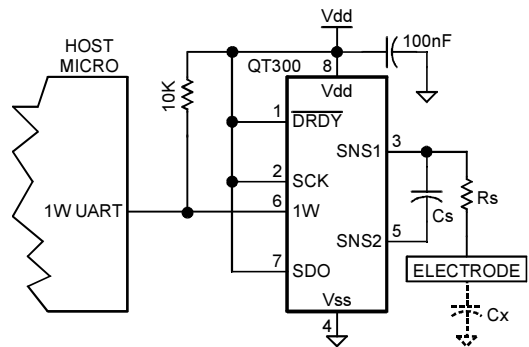 Vdd
HOST
MICRO
QT300
8
100nF
10K
Vdd
1
DRDY
SNS1
3
2
SCK
1W UART
6
1W
Cs
Rs
SNS2
5
7
SDO
ELECTRODE
Vss
4
Cx